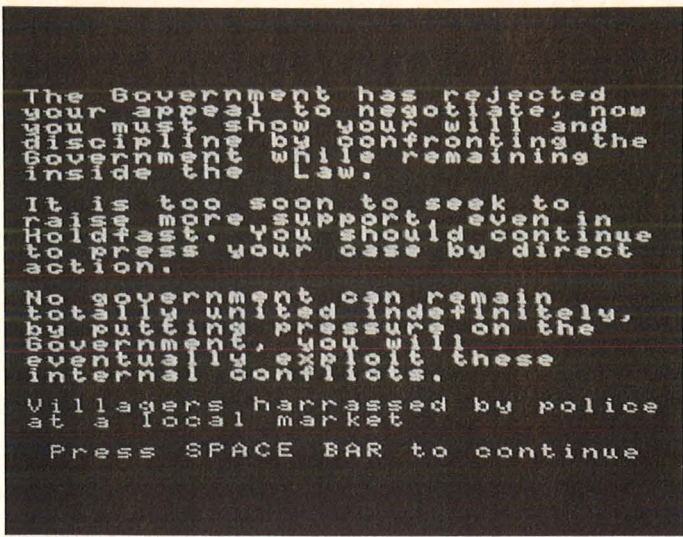 The Government has rejected
your appeal to negotiate, now
you must show your will and
discipline by confronting the
Government while remaining
inside the Law.
It is too soon to seek to
raise more support, even in
Holdfast. You should continue
to press your case by direct
action.
No government can remain
totally united indefinitely,
by putting pressure on the
Government, you will
eventually exploit these
internal conflicts.
Villagers harrassed by police
at a local market
Press SPACE BAR to continue